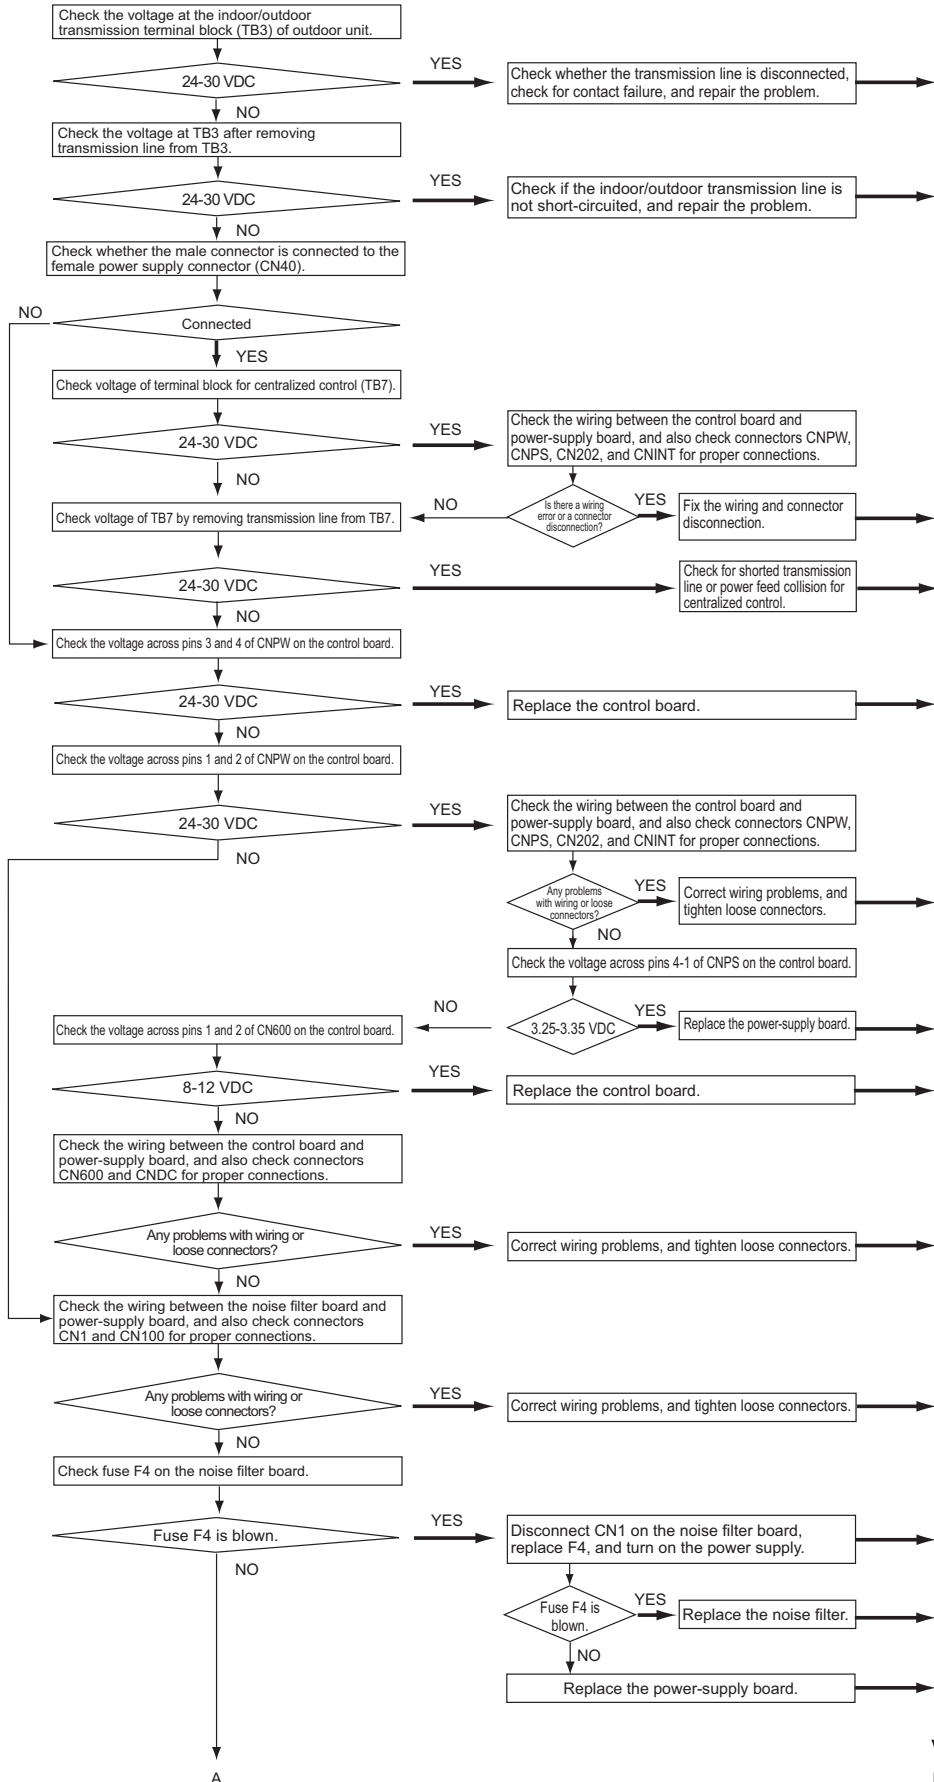 Check the voltage at the indoor/outdoor
transmission terminal block (TB3) of outdoor unit.
24-30 VDC
YES
Check whether the transmission line is disconnected,
check for contact failure, and repair the problem.
NO
Check the voltage at TB3 after removing
transmission line from TB3.
24-30 VDC
YES
Check if the indoor/outdoor transmission line is
not short-circuited, and repair the problem.
NO
Check whether the male connector is connected to the
female power supply connector (CN40).
NO
Connected
YES
Check voltage of terminal block for centralized control (TB7).
24-30 VDC
YES
Check the wiring between the control board and
power-supply board, and also check connectors CNPW,
CNPS, CN202, and CNINT for proper connections.
NO
Check voltage of TB7 by removing transmission line from TB7.
NO
Is there a wiring
error or a connector
disconnection?
YES
Fix the wiring and connector
disconnection.
24-30 VDC
YES
Check for shorted transmission
line or power feed collision for
centralized control.
NO
Check the voltage across pins 3 and 4 of CNPW on the control board.
24-30 VDC
YES
Replace the control board.
NO
Check the voltage across pins 1 and 2 of CNPW on the control board.
24-30 VDC
YES
Check the wiring between the control board and
power-supply board, and also check connectors CNPW,
CNPS, CN202, and CNINT for proper connections.
NO
Any problems
with wiring or loose
connectors?
YES
Correct wiring problems, and
tighten loose connectors.
NO
Check the voltage across pins 4-1 of CNPS on the control board.
3.25-3.35 VDC
YES
Replace the power-supply board.
NO
Check the voltage across pins 1 and 2 of CN600 on the control board.
8-12 VDC
YES
Replace the control board.
NO
Check the wiring between the control board and
power-supply board, and also check connectors
CN600 and CNDC for proper connections.
Any problems with wiring or
loose connectors?
YES
Correct wiring problems, and tighten loose connectors.
NO
Check the wiring between the noise filter board and
power-supply board, and also check connectors
CN1 and CN100 for proper connections.
Any problems with wiring or
loose connectors?
YES
Correct wiring problems, and tighten loose connectors.
NO
Check fuse F4 on the noise filter board.
Fuse F4 is blown.
YES
Disconnect CN1 on the noise filter board,
replace F4, and turn on the power supply.
NO
Fuse F4 is
blown.
YES
Replace the noise filter.
NO
Replace the power-supply board.
A